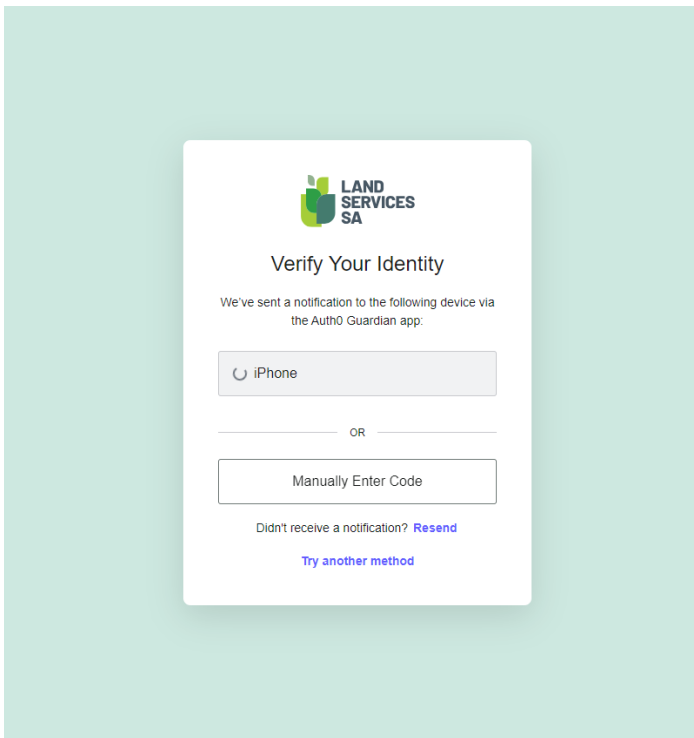 LAND
SERVICES
SA
Verify Your Identity
We've sent a notification to the following device via
the Auth0 Guardian app:
iPhone
OR
Manually Enter Code
Didn't receive a notification? Resend
Try another method